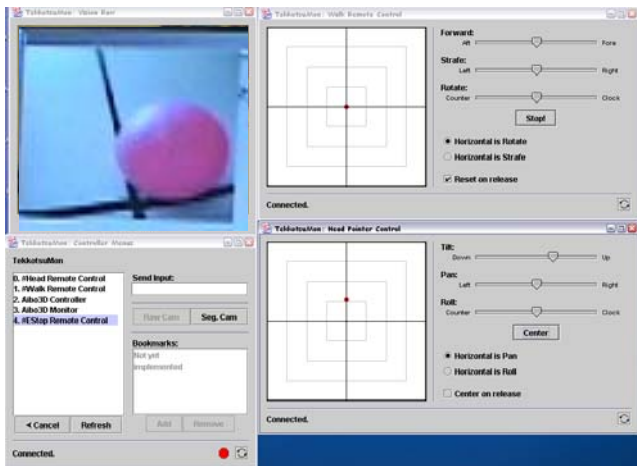 TekkotsuMon: Vision Raw
TekkotsuMon: Walk Remote Control
Forward:
Aft Fore
Strafe:
Left Right
Rotate:
Counter Clock
Stop!
Horizontal is Rotate
Horizontal is Strafe
Reset on release
Connected.
TekkotsuMon: Controller Menus
TekkotsuMon
0. #Head Remote Control
1. #Walk Remote Control
2. Aibo3D Controller
3. Aibo3D Monitor
4. #EStop Remote Control
Send Input:
Raw Cam Seg. Cam
Bookmarks:
Not yet
implemented
< Cancel Refresh Add Remove
Connected.
TekkotsuMon: Head Pointer Control
Tilt:
Down Up
Pan:
Left Right
Roll:
Counter Clock
Center
Horizontal is Pan
Horizontal is Roll
Center on release
Connected.